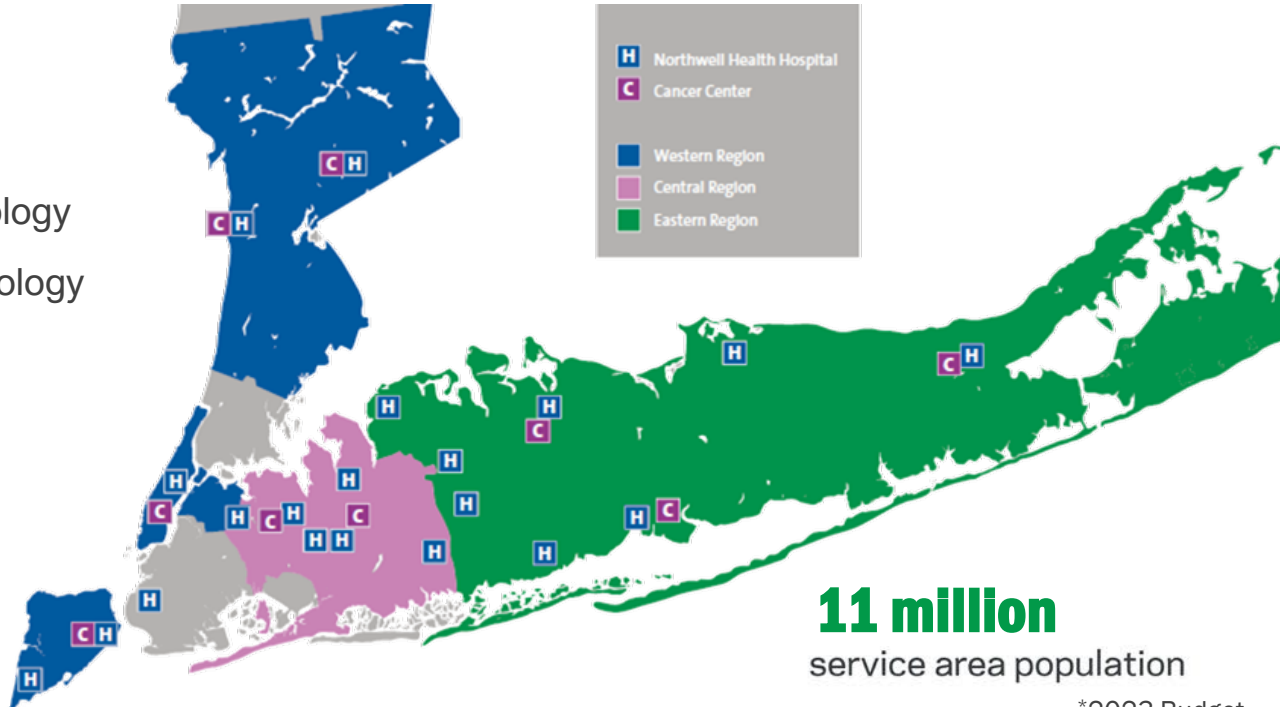 H Northwell Health Hospital
C Cancer Center
Western Region
Central Region
Eastern Region
C H
ology
C H
ology
H
C H
H
H
C
H
H
H
H
C
H
C
H
C
H
C
H
H
H
H
H
H
C H
H
11 million
service area population